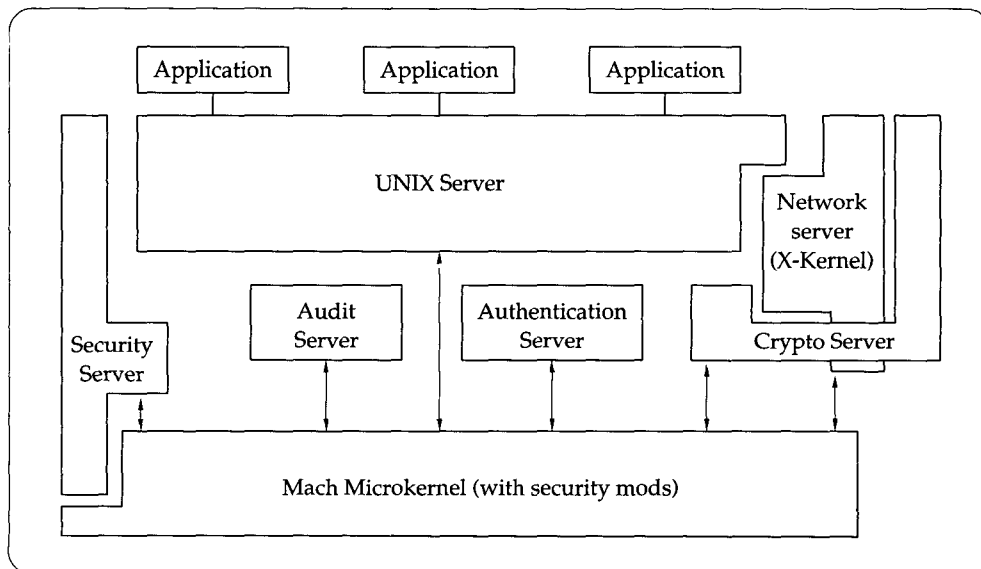 Application
Application
Application
UNIX Server
Network
server
(X-Kernel)
Audit
Server
Authentication
Server
Security
Server
Crypto Server
Mach Microkernel (with security mods)